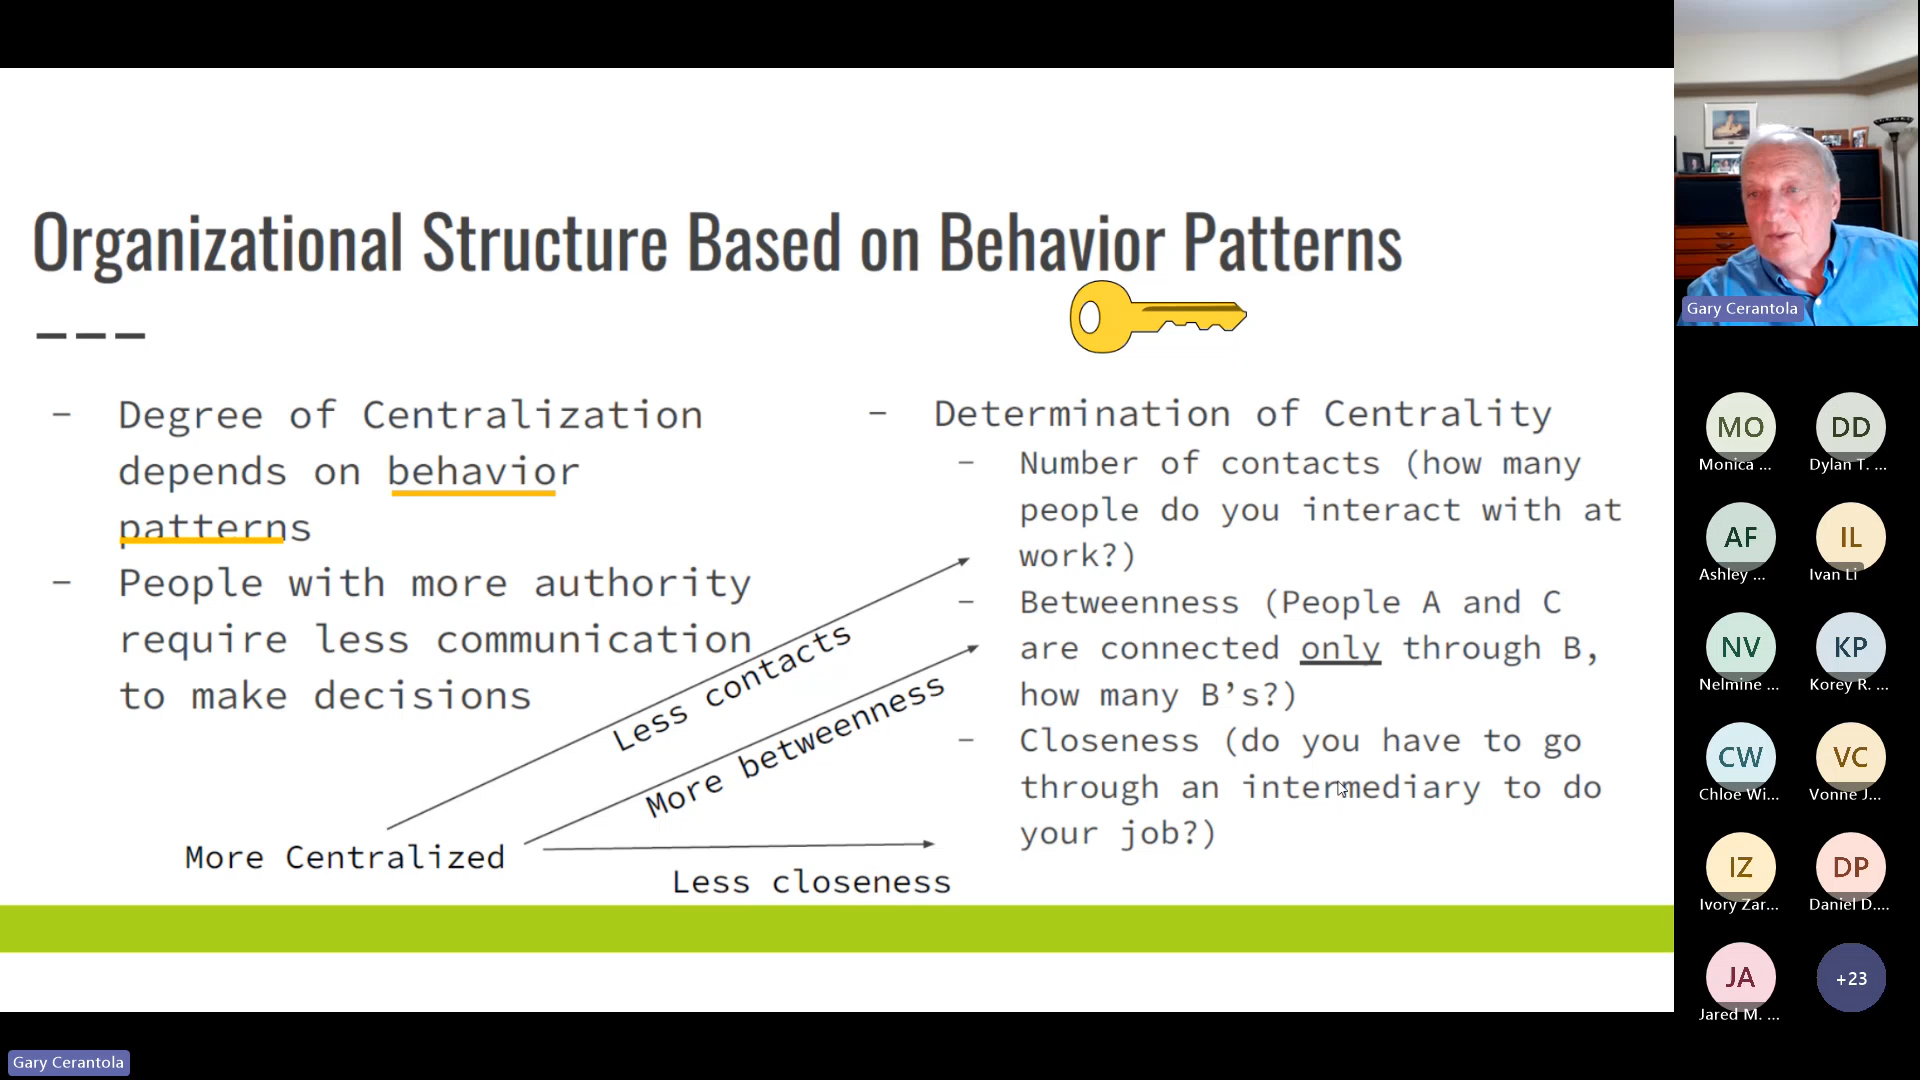 Organizational Structure Based on Behavior Patterns
- Degree of Centralization
depends on behavior
patterns
- People with more authority
require less communication
to make decisions
- Determination of Centrality
- Number of contacts (how many
people do you interact with at
work?)
- Betweenness (People A and C
are connected only through B,
how many B’s?)
- Closeness (do you have to go
through an intermediary to do
your job?)
Less contacts
More betweenness
More Centralized
Less closeness
Gary Cerantola
MO
Monica ...
DD
Dylan T. ...
AF
Ashley ...
IL
Ivan Li
NV
Nelmine ...
KP
Korey R. ...
CW
Chloe Wi...
VC
Vonne J...
IZ
Ivory Zar...
DP
Daniel D....
JA
Jared M. ...
+23
Gary Cerantola